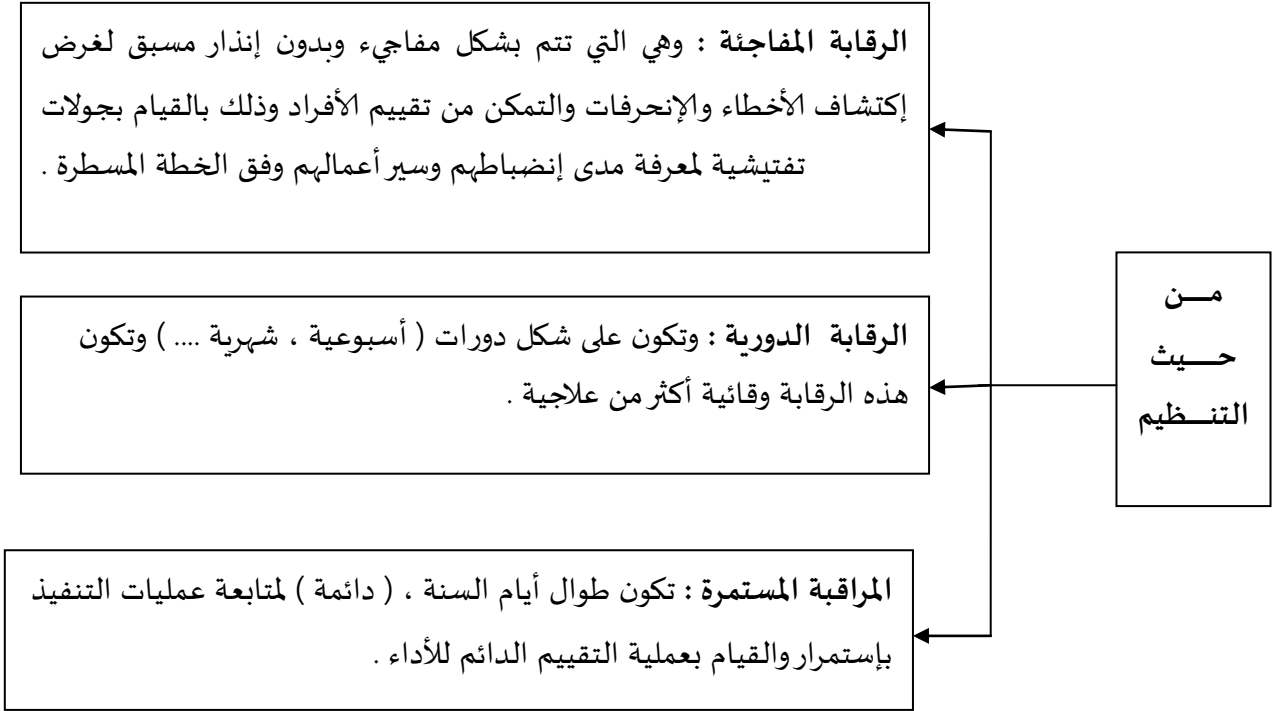 الرقابة المفاجئة : وهي التي تتم بشكل مفاجيء وبدون إنذار مسبق لغرض
إكتشاف الأخطاء والإنحرفات والتمكن من تقييم الأفراد وذلك بالقيام بجولات
تفتيشية لمعرفة مدى إنضباطهم وسير أعمالهم وفق الخطة المسطرة .
من
حيث
التنظيم
الرقابة الدورية : وتكون على شكل دورات ( أسبوعية ، شهرية .... ) وتكون
هذه الرقابة وقائية أكثر من علاجية .
المراقبة المستمرة : تكون طوال أيام السنة ، ( دائمة ) لمتابعة عمليات التنفيذ
بإستمرار والقيام بعملية التقييم الدائم للأداء .